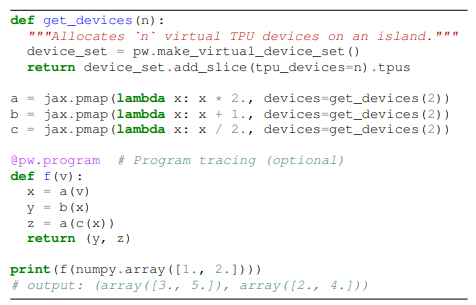 def get_devices(n):
  """Allocates `n` virtual TPU devices on an island."""
  device_set = pw.make_virtual_device_set()
  return device_set.add_slice(tpu_devices=n).tpus

a = jax.pmap(lambda x: x * 2., devices=get_devices(2))
b = jax.pmap(lambda x: x + 1., devices=get_devices(2))
c = jax.pmap(lambda x: x / 2., devices=get_devices(2))

@pw.program  # Program tracing (optional)
def f(v):
  x = a(v)
  y = b(x)
  z = a(c(x))
  return (y, z)

print(f(numpy.array([1., 2.])))
# output: (array([3., 5.]), array([2., 4.]))